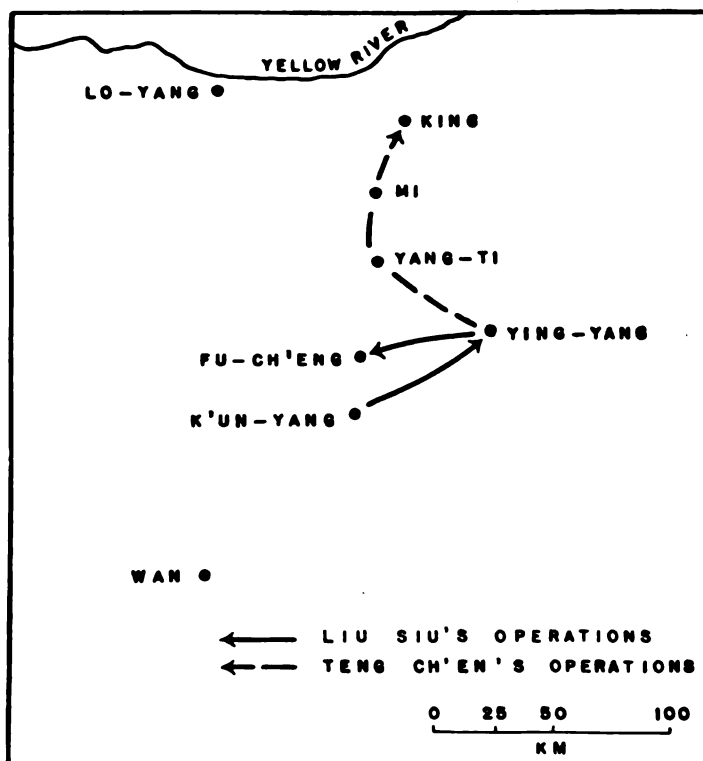 YELLOW RIVER
LO-YANG
KING
MI
YANG-TI
YING-YANG
FU-CH'ENG
K'UN-YANG
WAN
LIU SIU'S OPERATIONS
TENG CH'EN'S OPERATIONS
0 25 50 100
KM